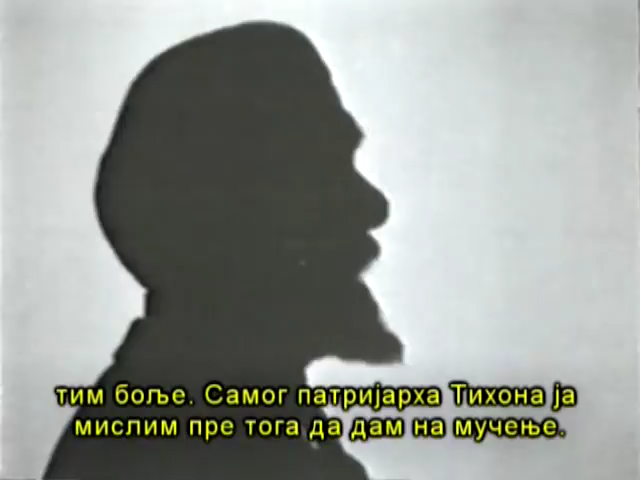 тим боље. Самог патријарха Тихона ја
мислим пре тога да дам на мучење.